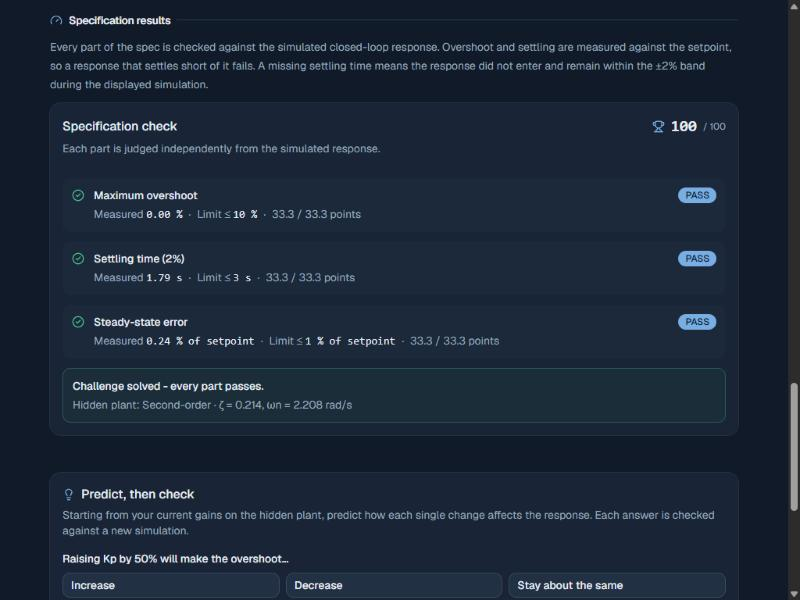 Specification results
Every part of the spec is checked against the simulated closed-loop response. Overshoot and settling are measured against the setpoint,
so a response that settles short of it fails. A missing settling time means the response did not enter and remain within the ±2% band
during the displayed simulation.
Specification check
100 / 100
Each part is judged independently from the simulated response.
Maximum overshoot
PASS
Measured 0.00 % · Limit ≤ 10 % · 33.3 / 33.3 points
Settling time (2%)
PASS
Measured 1.79 s · Limit ≤ 3 s · 33.3 / 33.3 points
Steady-state error
PASS
Measured 0.24 % of setpoint · Limit ≤ 1 % of setpoint · 33.3 / 33.3 points
Challenge solved - every part passes.
Hidden plant: Second-order · ζ = 0.214, ωn = 2.208 rad/s
Predict, then check
Starting from your current gains on the hidden plant, predict how each single change affects the response. Each answer is checked
against a new simulation.
Raising Kp by 50% will make the overshoot...
Increase
Decrease
Stay about the same